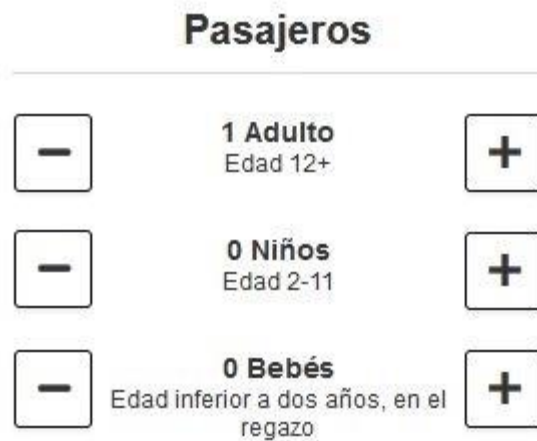 Pasajeros
1 Adulto
Edad 12+
0 Niños
Edad 2-11
0 Bebés
Edad inferior a dos años, en el
regazo